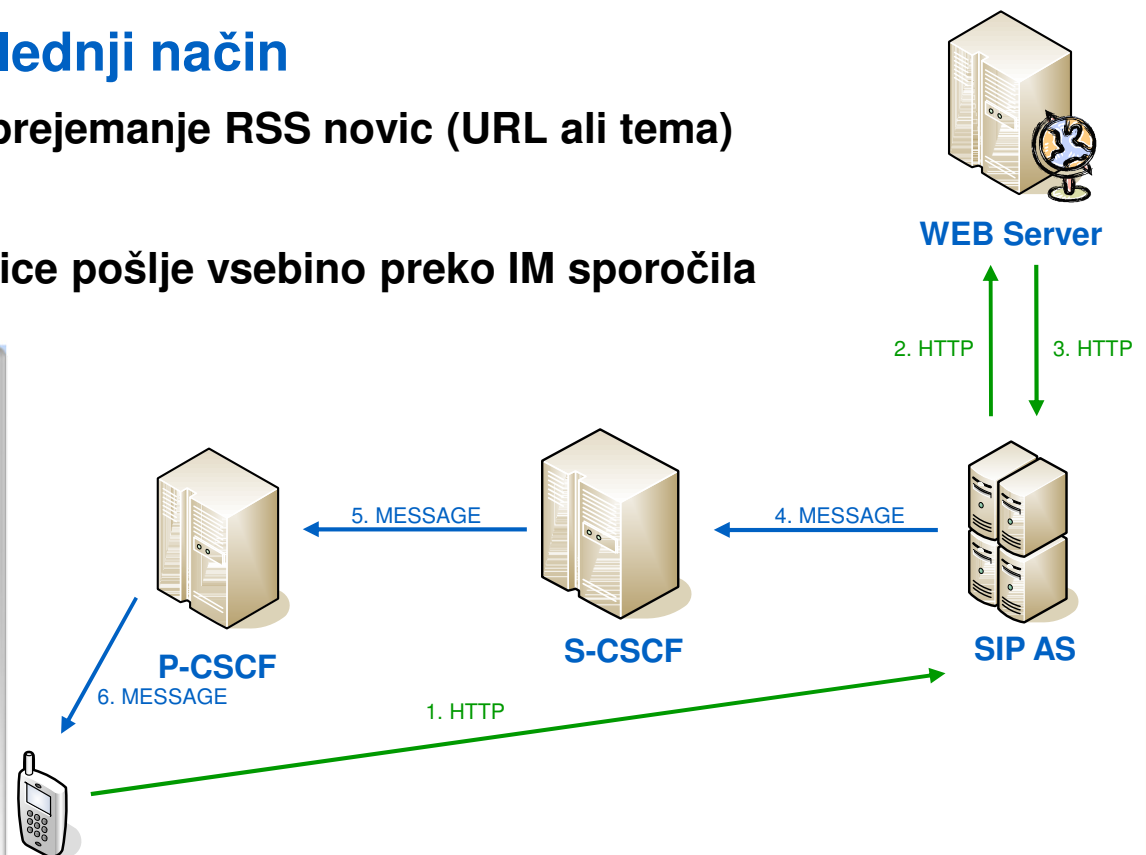 lednji način
prejemanje RSS novic (URL ali tema)
WEB Server
ice pošlje vsebino preko IM sporočila
2. HTTP
3. HTTP
5. MESSAGE
4. MESSAGE
P-CSCF
S-CSCF
SIP AS
6. MESSAGE
1. HTTP